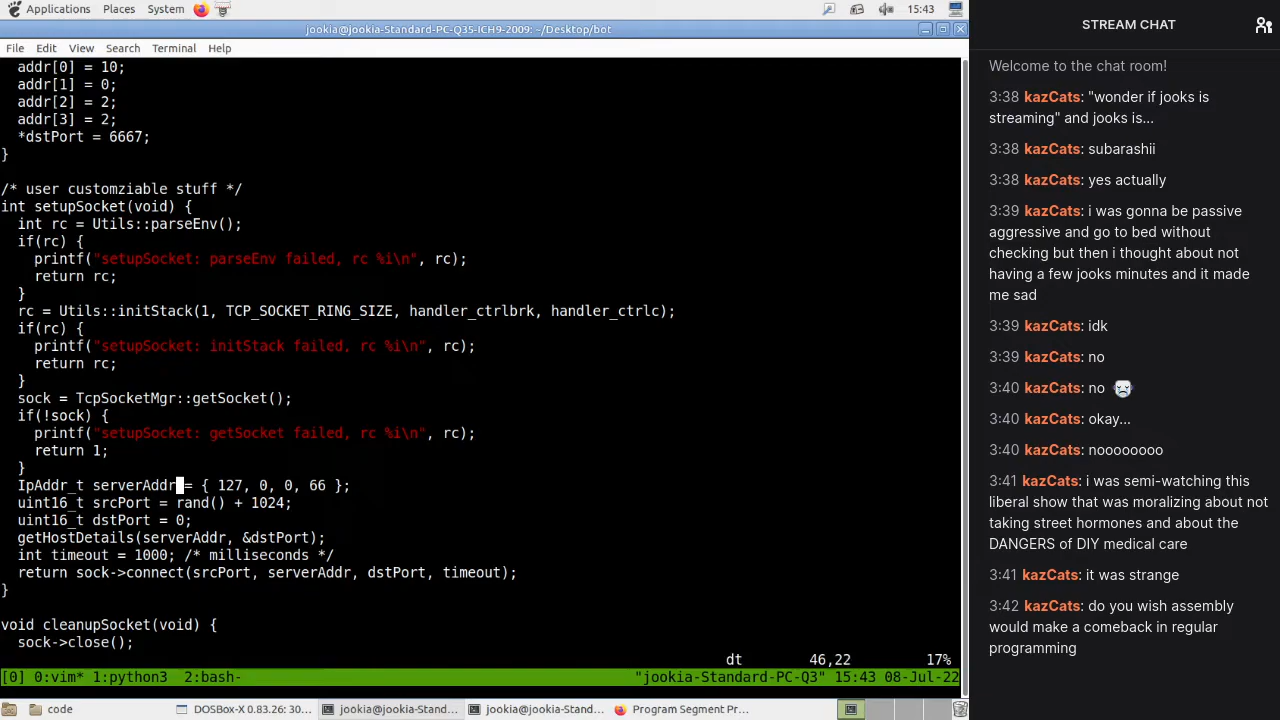 Applications Places System 15:43
jookia@jookia-Standard-PC-Q35-ICH9-2009: ~/Desktop/bot
File Edit View Search Terminal Help
addr[0] = 10;
addr[1] = 0;
addr[2] = 2;
addr[3] = 2;
*dstPort = 6667;
}
/* user customziable stuff */
int setupSocket(void) {
int rc = Utils::parseEnv();
if(rc) {
printf("setupSocket: parseEnv failed, rc %i\n", rc);
return rc;
}
rc = Utils::initStack(1, TCP_SOCKET_RING_SIZE, handler_ctrlbrk, handler_ctrlc);
if(rc) {
printf("setupSocket: initStack failed, rc %i\n", rc);
return rc;
}
sock = TcpSocketMgr::getSocket();
if(!sock) {
printf("setupSocket: getSocket failed, rc %i\n", rc);
return 1;
}
IpAddr_t serverAddr = { 127, 0, 0, 66 };
uint16_t srcPort = rand() + 1024;
uint16_t dstPort = 0;
getHostDetails(serverAddr, &dstPort);
int timeout = 1000; /* milliseconds */
return sock->connect(srcPort, serverAddr, dstPort, timeout);
}
void cleanupSocket(void) {
sock->close();
dt 46,22 17%
[0] 0:vim* 1:python3 2:bash- "jookia-Standard-PC-Q3" 15:43 08-Jul-22
code DOSBox-X 0.83.26: 30... jookia@jookia-Stand... jookia@jookia-Stand... Program Segment Pr...
STREAM CHAT
Welcome to the chat room!
3:38 kazCats: "wonder if jooks is
streaming" and jooks is...
3:38 kazCats: subarashii
3:38 kazCats: yes actually
3:39 kazCats: i was gonna be passive
aggressive and go to bed without
checking but then i thought about not
having a few jooks minutes and it made
me sad
3:39 kazCats: idk
3:39 kazCats: no
3:40 kazCats: no
3:40 kazCats: okay...
3:40 kazCats: noooooooo
3:41 kazCats: i was semi-watching this
liberal show that was moralizing about not
taking street hormones and about the
DANGERS of DIY medical care
3:41 kazCats: it was strange
3:42 kazCats: do you wish assembly
would make a comeback in regular
programming